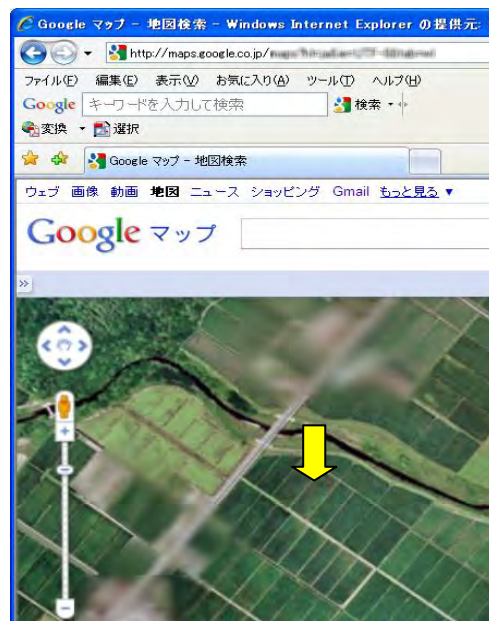 Google マップ - 地図検索 - Windows Internet Explorer の提供元:
http://maps.google.co.jp/
ファイル(F) 編集(E) 表示(V) お気に入り(A) ツール(T) ヘルプ(H)
Google キーワードを入力して検索 検索
変換 選択
Google マップ - 地図検索
ウェブ 画像 動画 地図 ニュース ショッピング Gmail もっと見る ▼
Google マップ
»